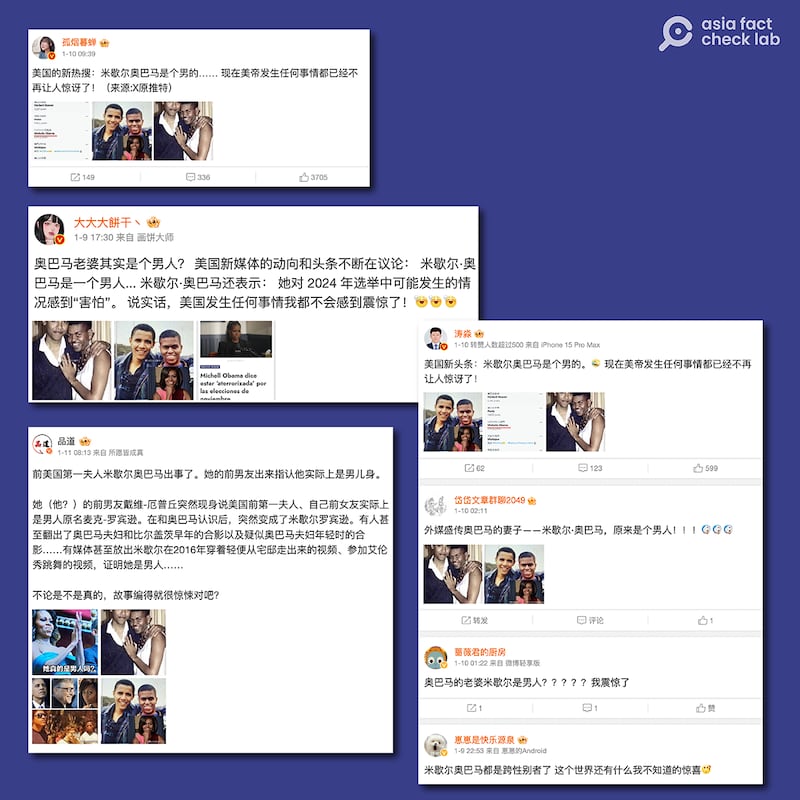 asia fact
check lab
孤烟暮蝉
1-10 09:39
美国的新热搜：米歇尔奥巴马是个男的…… 现在美帝发生任何事情都已经不
再让人惊讶了！（来源:X原推特）
149
336
3705
大大大餅干丶
1-9 17:30 来自 画饼大师
奥巴马老婆其实是个男人？ 美国新媒体的动向和头条不断在议论： 米歇尔·奥
巴马是一个男人... 米歇尔·奥巴马还表示： 她对 2024 年选举中可能发生的情
况感到“害怕”。 说实话，美国发生任何事情我都不会感到震惊了！
Michell Obama dice
estar 'aterrorizada' por
las elecciones de
noviembre
品道
1-11 08:13 来自 所愿皆成真
前美国第一夫人米歇尔奥巴马出事了。她的前男友出来指认他实际上是男儿身。
她（他？）的前男友戴维-厄普丘突然现身说美国前第一夫人、自己前女友实际上
是男人原名麦克-罗宾逊。在和奥巴马认识后，突然变成了米歇尔罗宾逊。有人甚
至翻出了奥巴马夫妇和比尔盖茨早年的合影以及疑似奥巴马夫妇年轻时的合
影……有媒体甚至放出米歇尔在2016年穿着轻便从宅邸走出来的视频、参加艾伦
秀跳舞的视频，证明她是男人……
不论是不是真的，故事编得就很惊悚对吧？
她真的是男人吗?
涛淼
1-10 转赞人数超过500 来自 iPhone 15 Pro Max
美国新头条：米歇尔奥巴马是个男的。 现在美帝发生任何事情都已经不再
让人惊讶了！
62
123
599
岱岱文章群聊2049
1-10 02:11
外媒盛传奥巴马的妻子——米歇尔·奥巴马，原来是个男人！！！
转发
评论
1
蔷薇君的厨房
1-10 01:22 来自 微博轻享版
奥巴马的老婆米歇尔是男人？？？？？我震惊了
1
1
赞
崽崽是快乐源泉
1-9 22:53 来自 崽崽的Android
米歇尔奥巴马都是跨性别者了 这个世界还有什么我不知道的惊喜